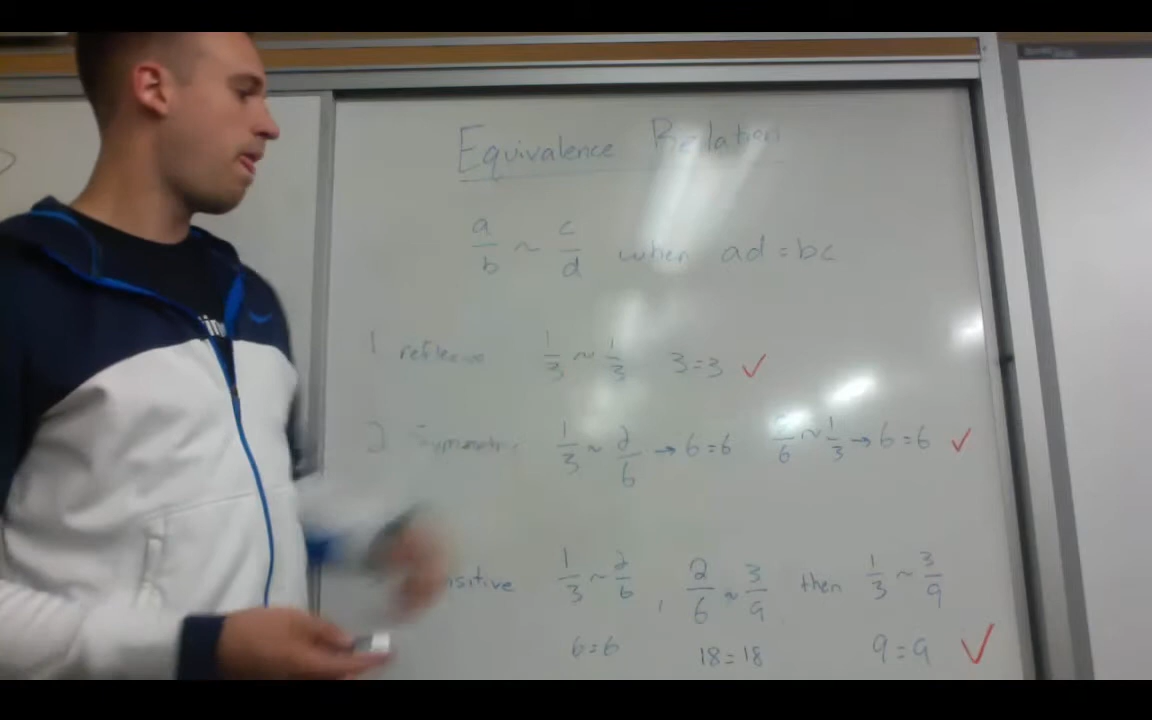 Equivalence Relation
a/b ~ c/d when ad = bc
1 reflexive 1/3 ~ 1/3 3=3 ✓
2 Symmetric 1/3 ~ 2/6 → 6=6 2/6 ~ 1/3 → 6=6 ✓
sitive 1/3 ~ 2/6 , 2/6 ~ 3/9 then 1/3 ~ 3/9
6=6 18=18 9=9 ✓